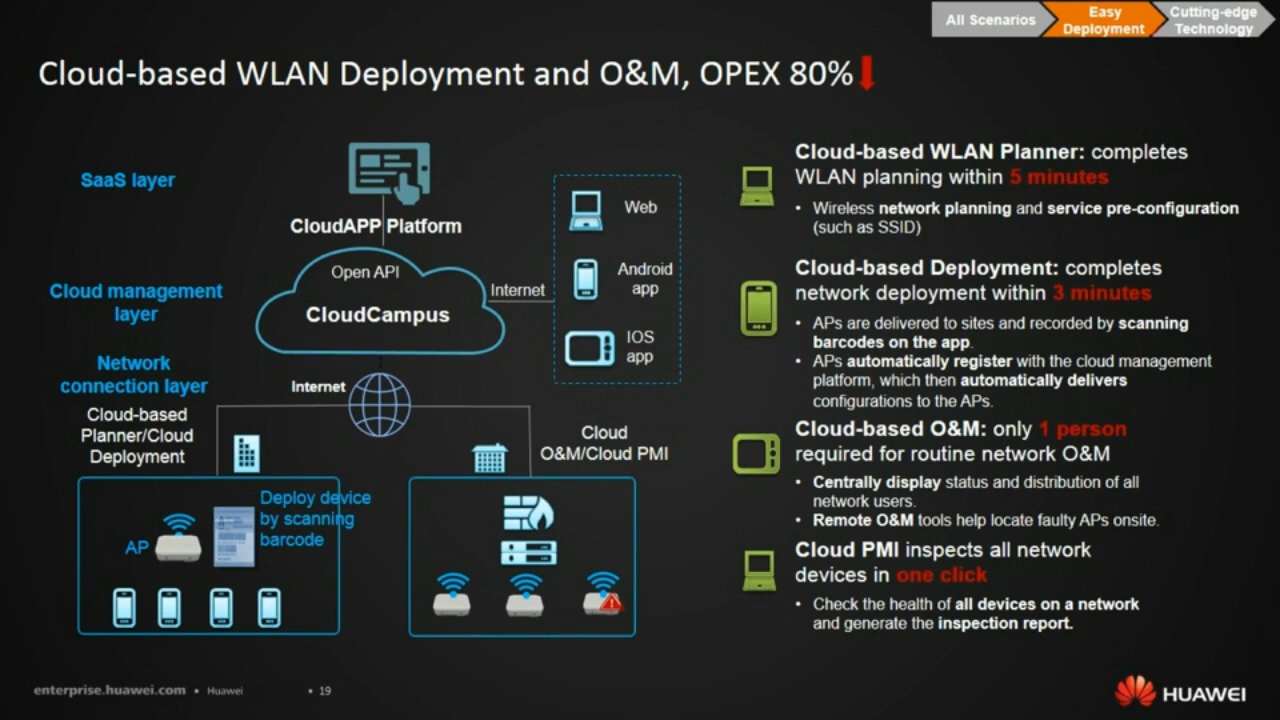 All Scenarios
Easy
Deployment
Cutting-edge
Technology
Cloud-based WLAN Deployment and O&M, OPEX 80%
SaaS layer
CloudAPP Platform
Open API
CloudCampus
Cloud management
layer
Internet
Web
Android
app
IOS
app
Network
connection layer
Internet
Cloud-based
Planner/Cloud
Deployment
Cloud
O&M/Cloud PMI
Deploy device
by scanning
barcode
AP
Cloud-based WLAN Planner: completes
WLAN planning within 5 minutes
• Wireless network planning and service pre-configuration
(such as SSID)
Cloud-based Deployment: completes
network deployment within 3 minutes
• APs are delivered to sites and recorded by scanning
barcodes on the app.
• APs automatically register with the cloud management
platform, which then automatically delivers
configurations to the APs.
Cloud-based O&M: only 1 person
required for routine network O&M
• Centrally display status and distribution of all
network users.
• Remote O&M tools help locate faulty APs onsite.
Cloud PMI inspects all network
devices in one click
• Check the health of all devices on a network
and generate the inspection report.
enterprise.huawei.com • Huawei • 19
HUAWEI